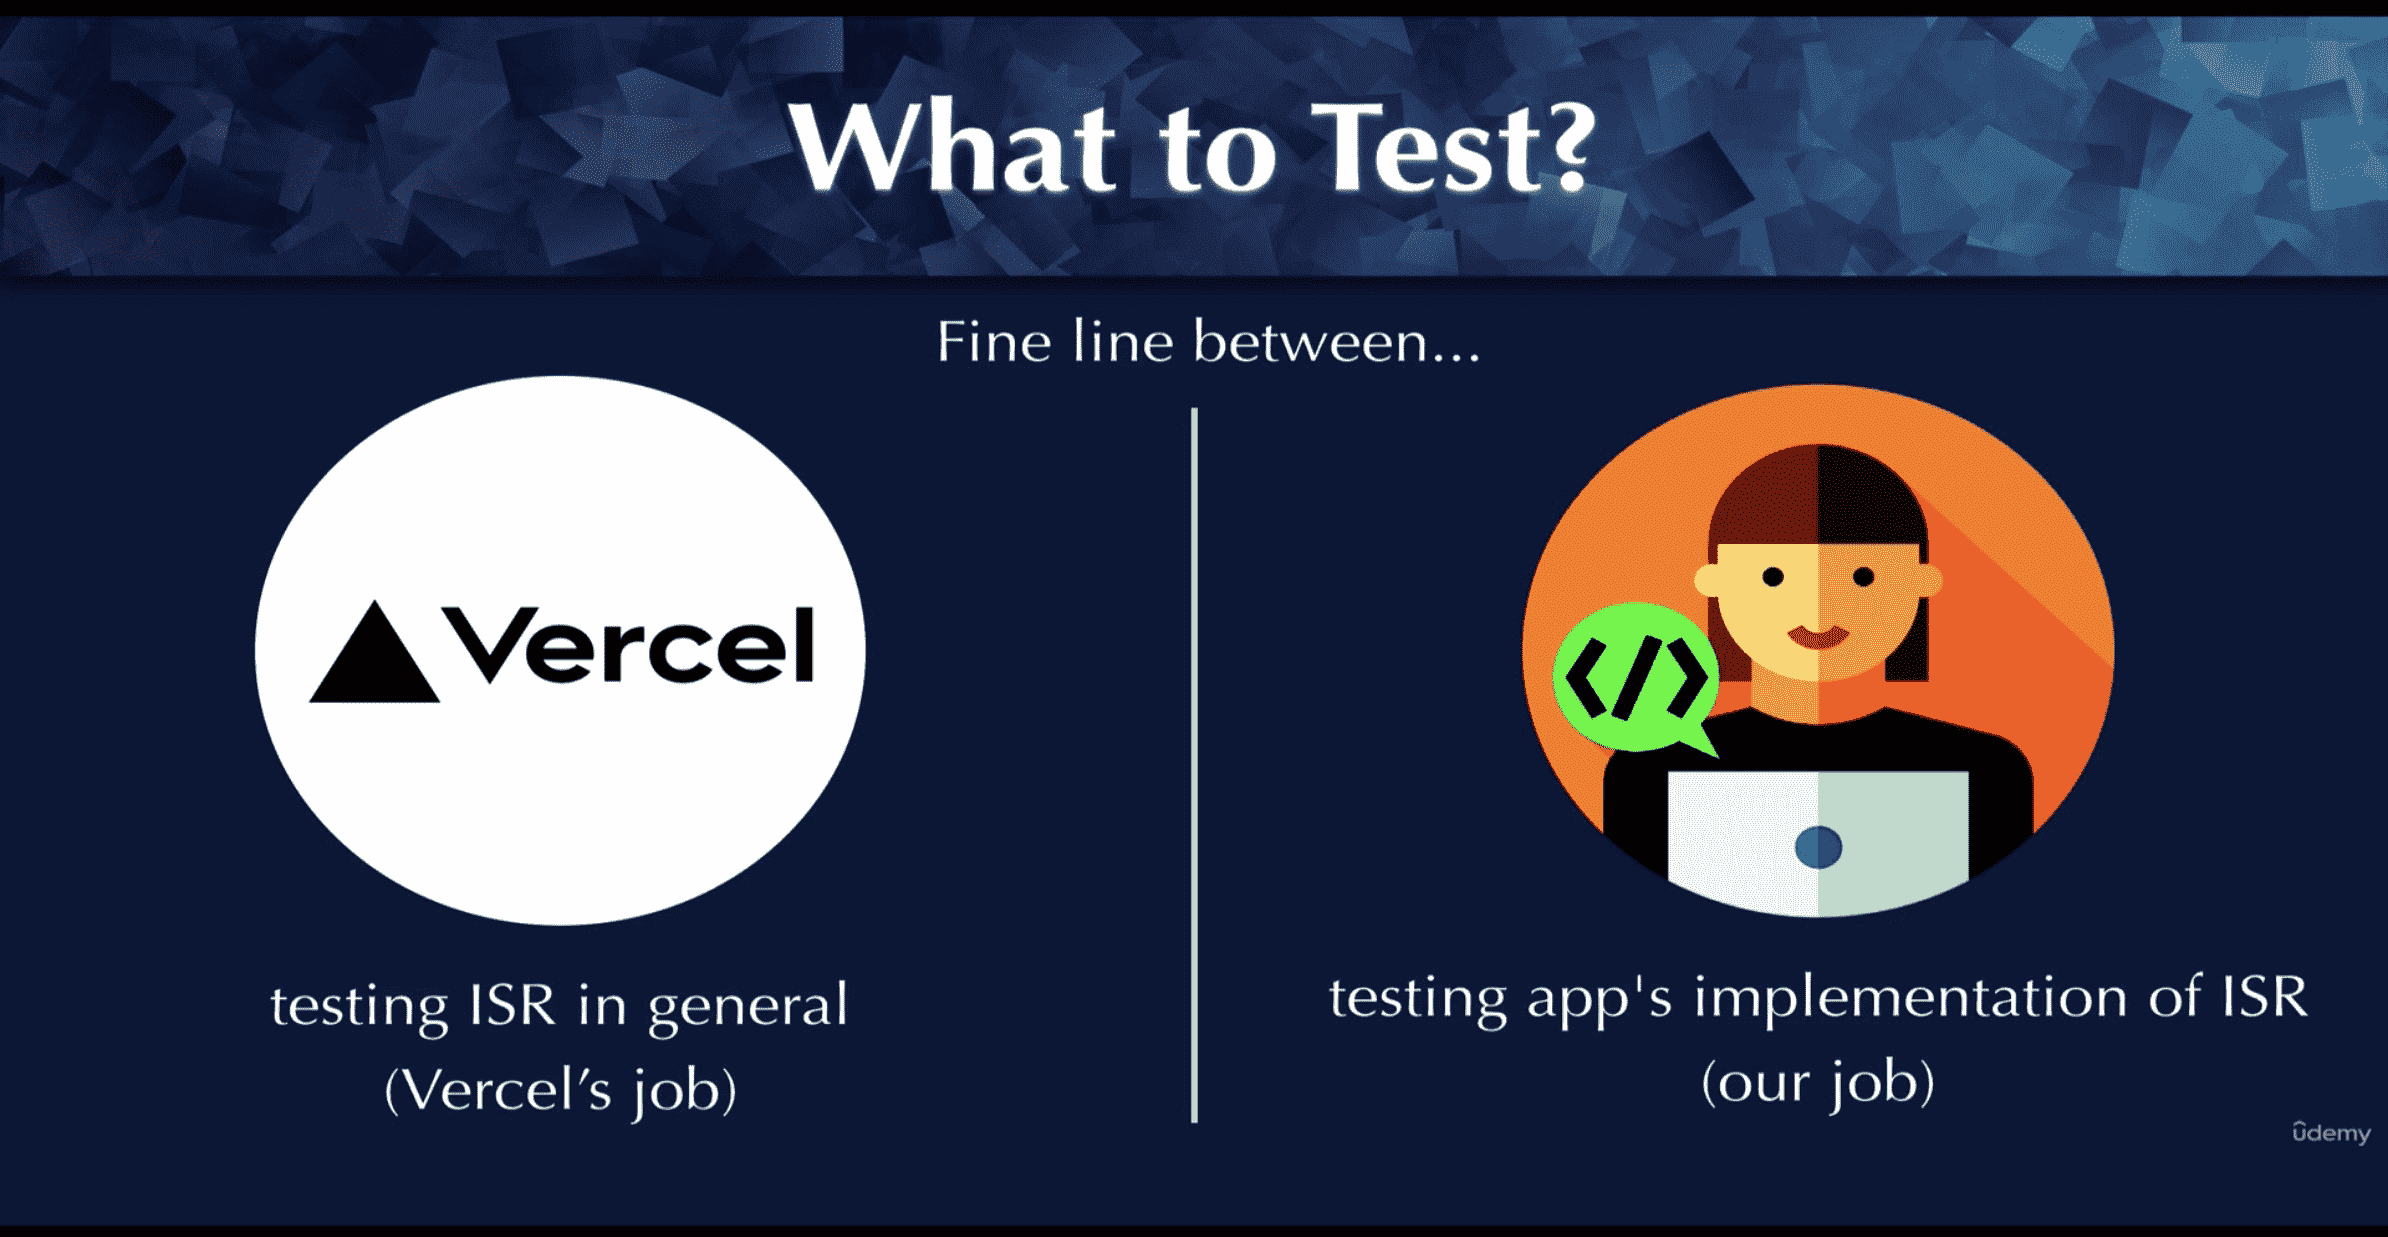 What to Test?
Fine line between...
Vercel
</>
testing ISR in general
(Vercel’s job)
testing app's implementation of ISR
(our job)
ûdemy